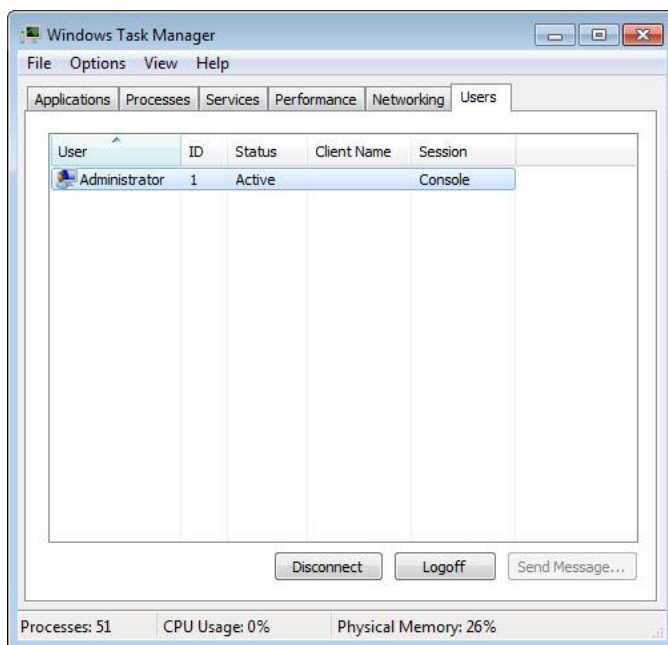 Windows Task Manager
File Options View Help
Applications Processes Services Performance Networking Users
User ID Status Client Name Session
Administrator 1 Active Console
Disconnect Logoff Send Message...
Processes: 51 CPU Usage: 0% Physical Memory: 26%